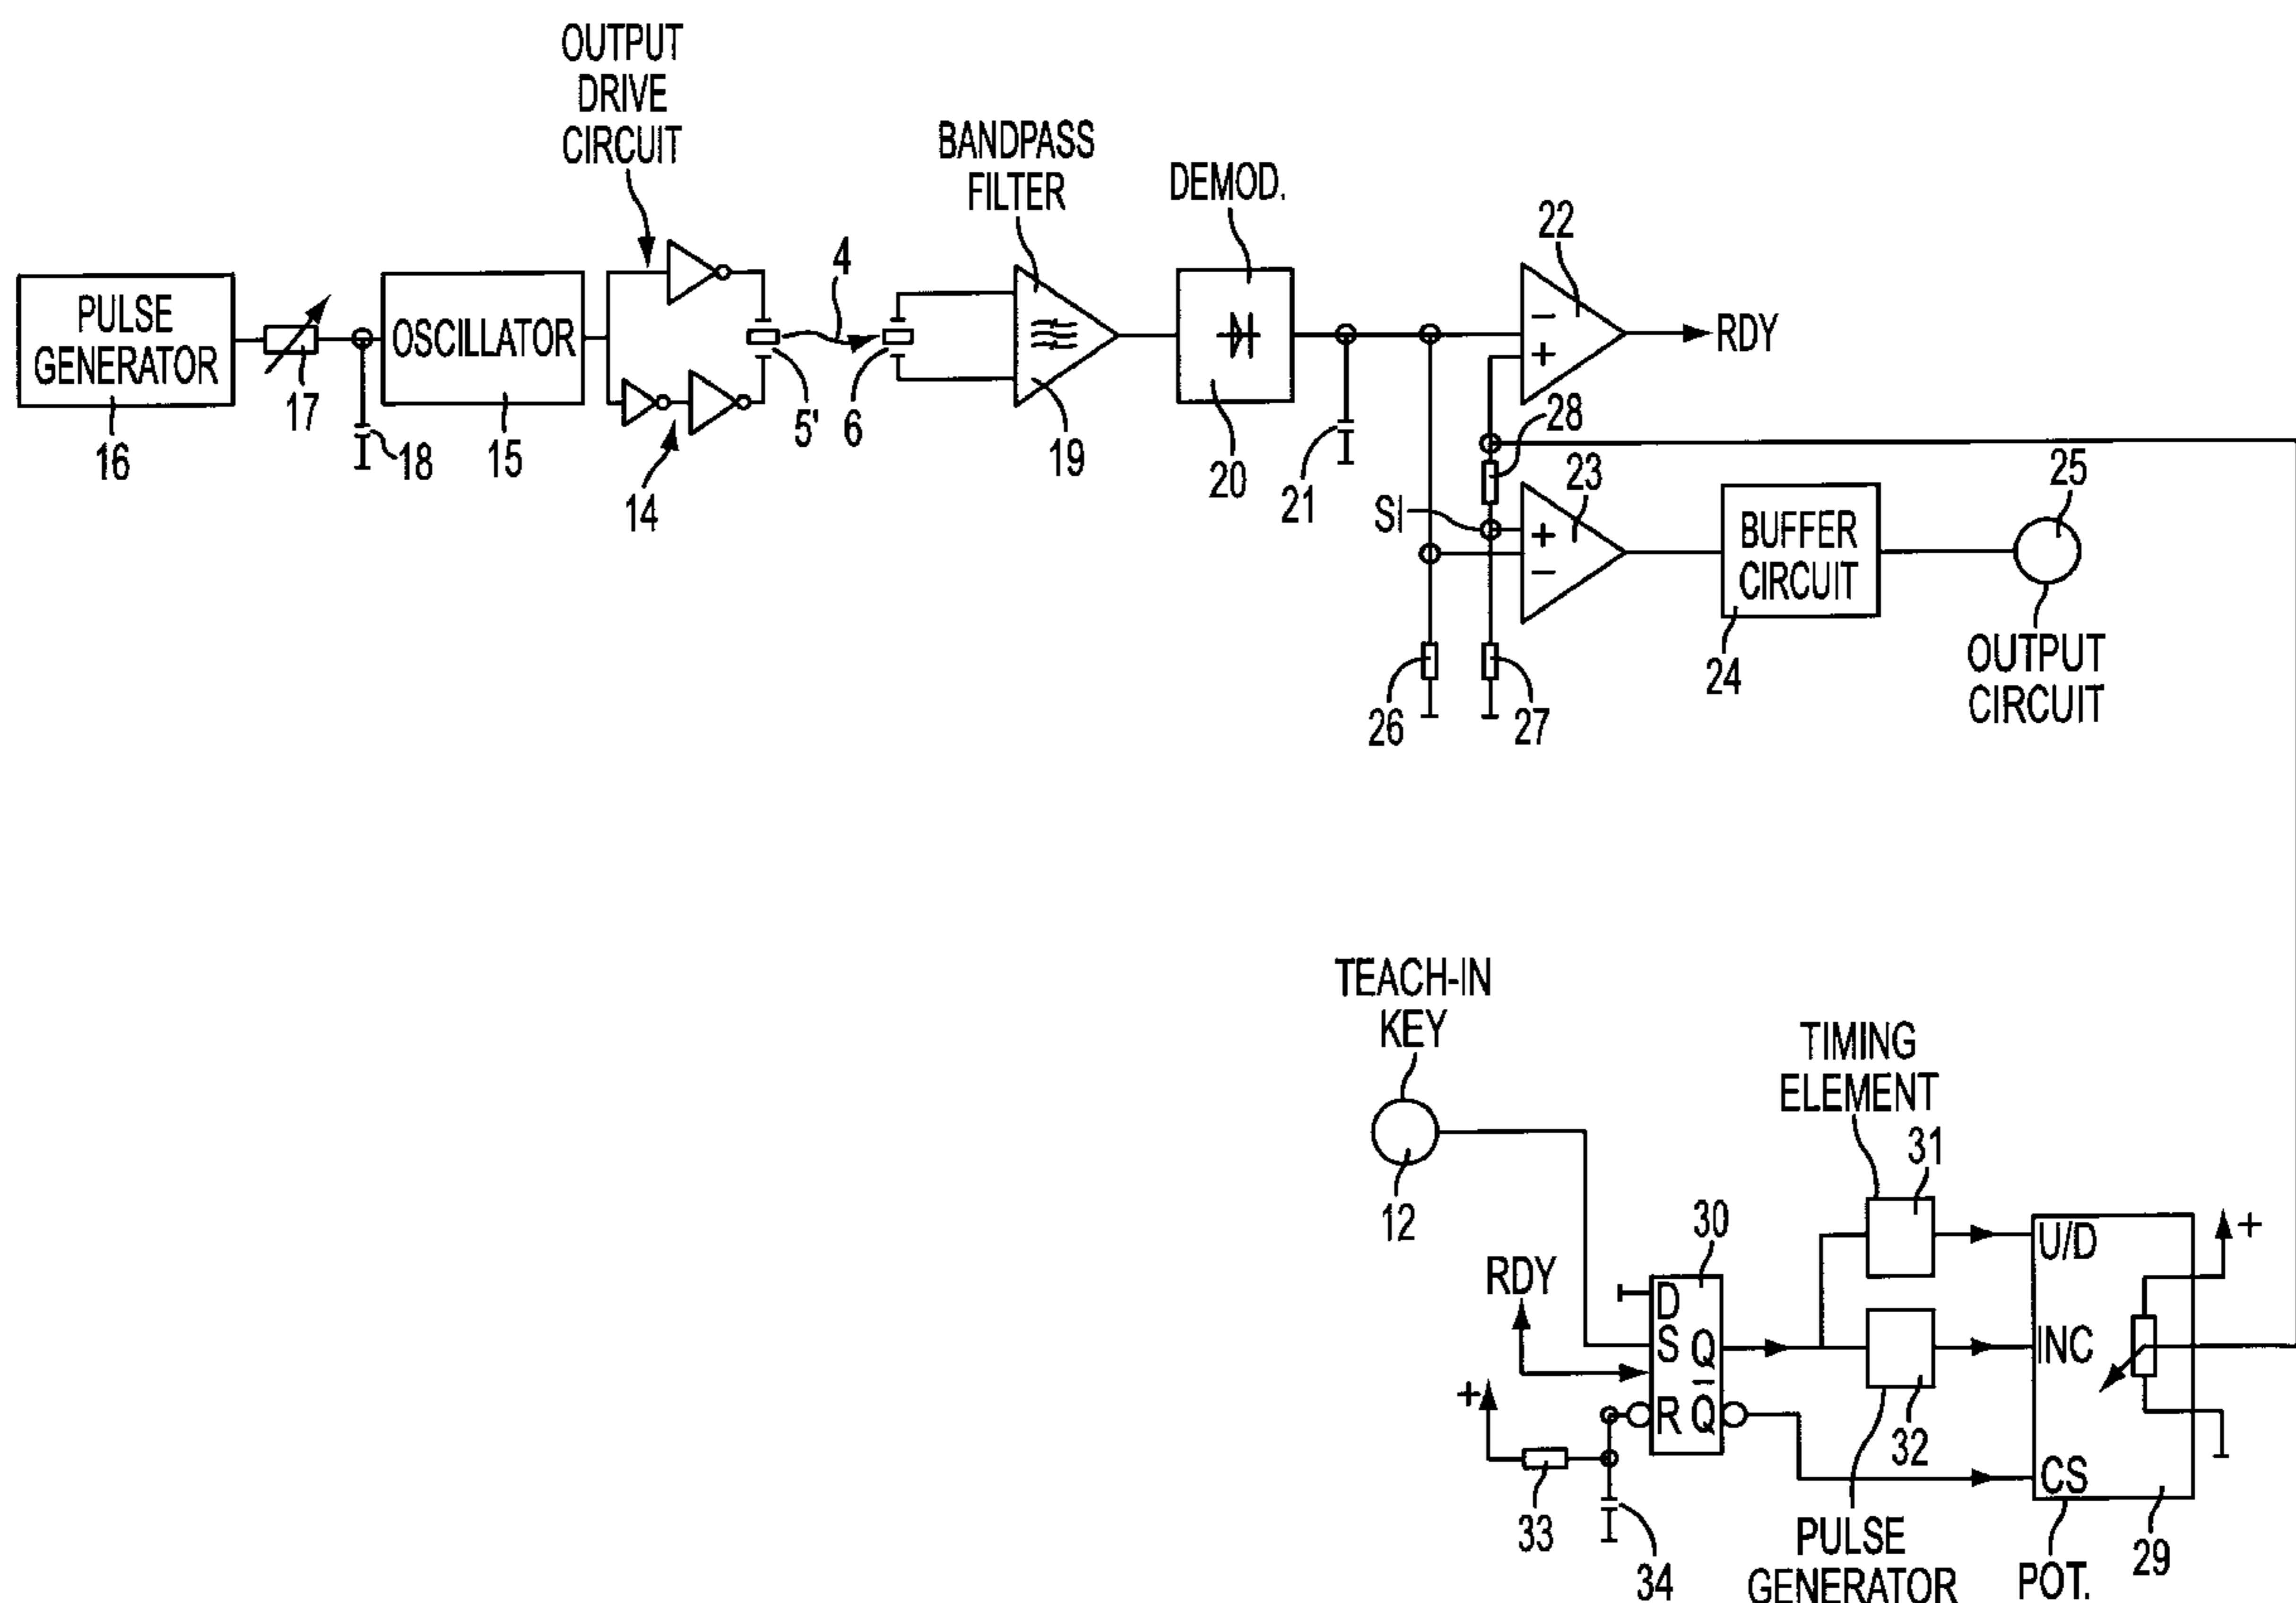 OUTPUT
DRIVE
CIRCUIT
BANDPASS
FILTER
DEMOD.
PULSE
GENERATOR
16
17
18
OSCILLATOR
15
14
5'
4
6
19
20
21
22
−
+
RDY
28
SI
23
+
−
BUFFER
CIRCUIT
24
25
OUTPUT
CIRCUIT
26
27
TEACH-IN
KEY
12
RDY
+
33
34
30
D
S
Q
R
Q̅
TIMING
ELEMENT
31
32
PULSE
GENERATOR
U/D
INC
CS
+
POT.
29